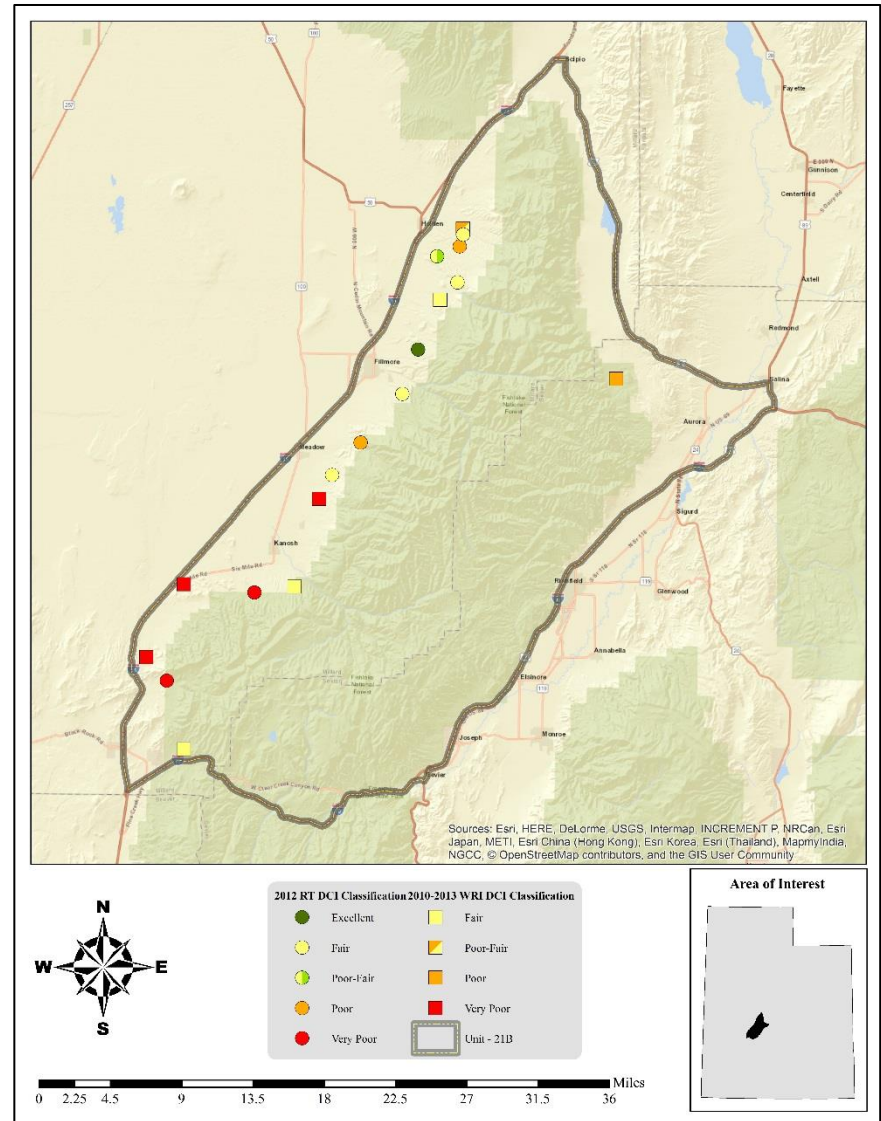 Scipio
Fayette
Gunnison
Centerfield
Axtell
Redmond
Salina
Aurora
Sigurd
Glenwood
Richfield
Annabella
Elsinore
Monroe
Joseph
Sevier
Holden
Fillmore
Meadow
Kanosh
Fishlake
National
Forest
Sources: Esri, HERE, DeLorme, USGS, Intermap, INCREMENT P, NRCan, Esri
Japan, METI, Esri China (Hong Kong), Esri Korea, Esri (Thailand), MapmyIndia,
NGCC, © OpenStreetMap contributors, and the GIS User Community
2012 RT DCI Classification 2010-2013 WRI DCI Classification
Excellent Fair
Fair Poor-Fair
Poor-Fair Poor
Poor Very Poor
Very Poor Unit - 21B
N
W E
S
Area of Interest
Miles
0 2.25 4.5 9 13.5 18 22.5 27 31.5 36